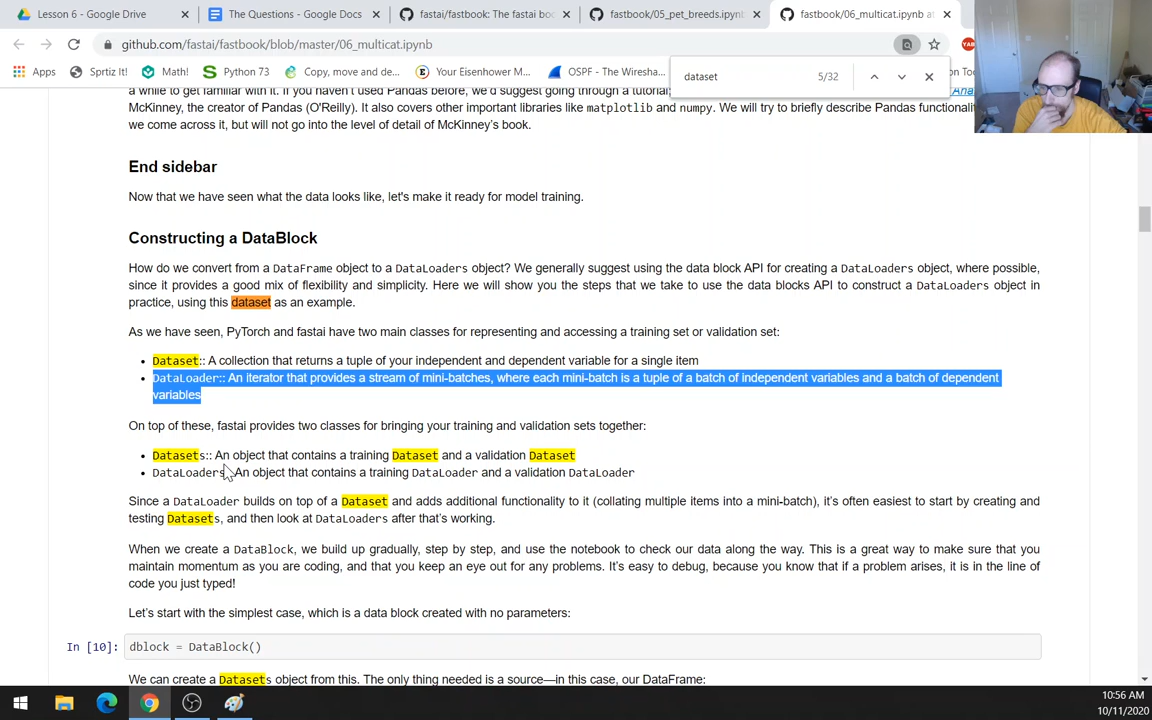 Lesson 6 - Google Drive
The Questions - Google Docs
fastai/fastbook: The fastai boo
fastbook/05_pet_breeds.ipynb
fastbook/06_multicat.ipynb at
github.com/fastai/fastbook/blob/master/06_multicat.ipynb
Apps
Sprtiz It!
Math!
Python 73
Copy, move and de...
Your Eisenhower M...
OSPF - The Wiresha...
dataset
5/32
a while to get familiar with it. If you haven't used Pandas before, we'd suggest going through a tutorial
McKinney, the creator of Pandas (O'Reilly). It also covers other important libraries like matplotlib and numpy. We will try to briefly describe Pandas functional
we come across it, but will not go into the level of detail of McKinney's book.
End sidebar
Now that we have seen what the data looks like, let's make it ready for model training.
Constructing a DataBlock
How do we convert from a DataFrame object to a DataLoaders object? We generally suggest using the data block API for creating a DataLoaders object, where possible,
since it provides a good mix of flexibility and simplicity. Here we will show you the steps that we take to use the data blocks API to construct a DataLoaders object in
practice, using this dataset as an example.
As we have seen, PyTorch and fastai have two main classes for representing and accessing a training set or validation set:
• Dataset:: A collection that returns a tuple of your independent and dependent variable for a single item
• DataLoader:: An iterator that provides a stream of mini-batches, where each mini-batch is a tuple of a batch of independent variables and a batch of dependent
variables
On top of these, fastai provides two classes for bringing your training and validation sets together:
• Datasets:: An object that contains a training Dataset and a validation Dataset
• DataLoaders:: An object that contains a training DataLoader and a validation DataLoader
Since a DataLoader builds on top of a Dataset and adds additional functionality to it (collating multiple items into a mini-batch), it's often easiest to start by creating and
testing Datasets, and then look at DataLoaders after that's working.
When we create a DataBlock, we build up gradually, step by step, and use the notebook to check our data along the way. This is a great way to make sure that you
maintain momentum as you are coding, and that you keep an eye out for any problems. It's easy to debug, because you know that if a problem arises, it is in the line of
code you just typed!
Let's start with the simplest case, which is a data block created with no parameters:
In [10]: dblock = DataBlock()
We can create a Datasets object from this. The only thing needed is a source—in this case, our DataFrame:
10:56 AM
10/11/2020